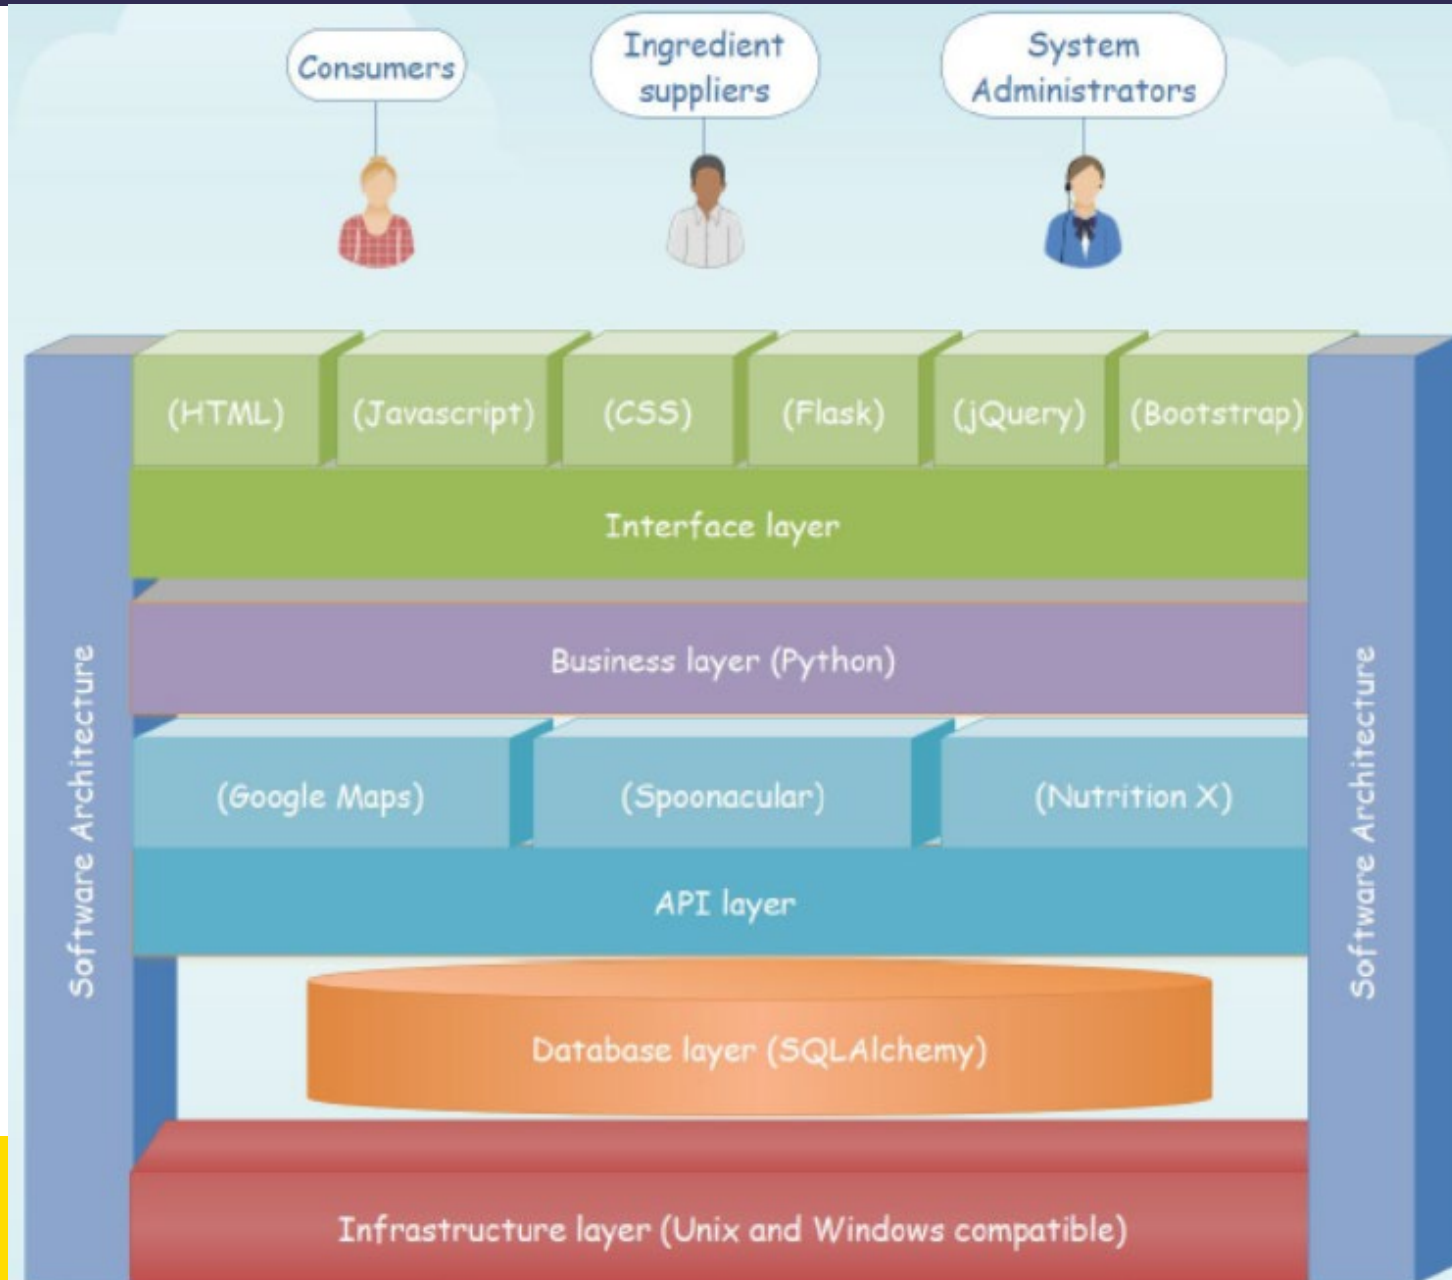 Consumers
Ingredient
suppliers
System
Administrators
(HTML)
(Javascript)
(CSS)
(Flask)
(jQuery)
(Bootstrap)
Interface layer
Business layer (Python)
(Google Maps)
(Spoonacular)
(Nutrition X)
API layer
Database layer (SQLAlchemy)
Infrastructure layer (Unix and Windows compatible)
Software Architecture
Software Architecture